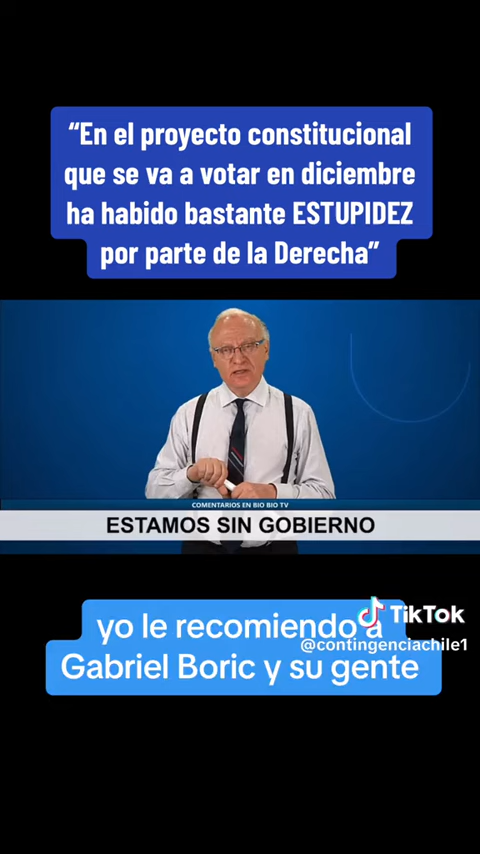 “En el proyecto constitucional
que se va a votar en diciembre
ha habido bastante ESTUPIDEZ
por parte de la Derecha”
COMENTARIOS EN BIO BIO TV
ESTAMOS SIN GOBIERNO
yo le recomiendo a
TikTok
Gabriel Boric y su gente
@contingenciachile1